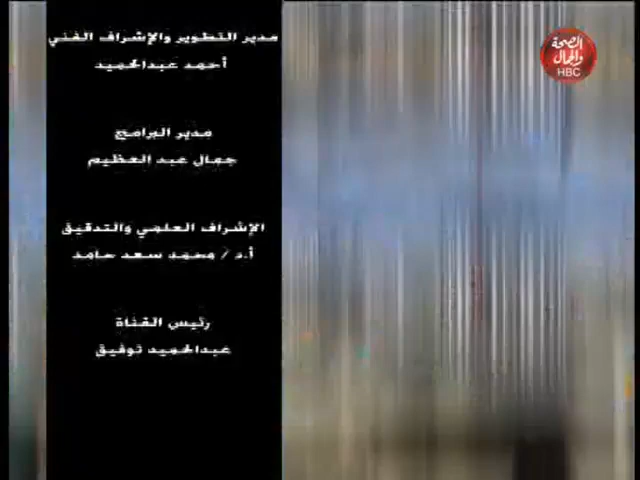 مدير التطوير والإشراف الفني
أحمد عبدالحميد
مدير البرامج
جمال عبد العظيم
الإشراف العلمي والتدقيق
أ.د / محمد سعد حامد
رئيس القناة
عبدالحميد توفيق
الصحة
والجمال
HBC